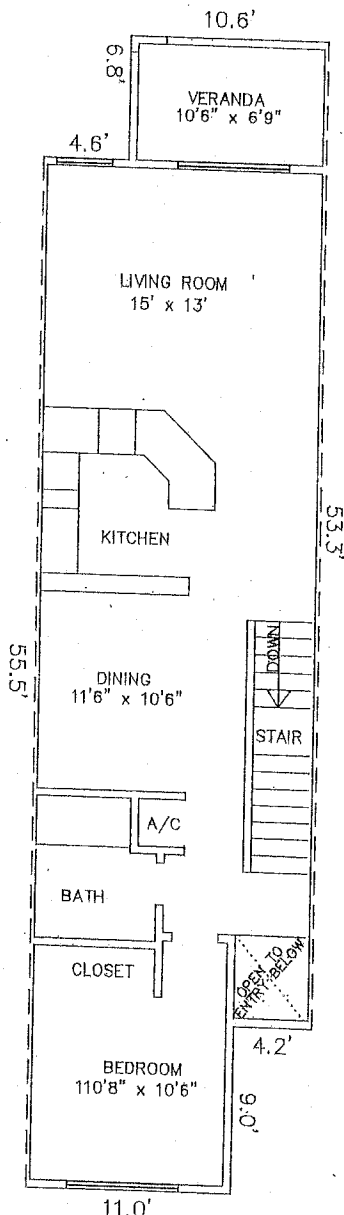 10.6'
6.8'
VERANDA
10'6" x 6'9"
4.6'
LIVING ROOM
15' x 13'
KITCHEN
53.3'
DOWN
55.5'
DINING
11'6" x 10'6"
STAIR
A/C
BATH
OPEN TO
ENTRY BELOW
CLOSET
4.2'
BEDROOM
110'8" x 10'6"
9.0'
11.0'